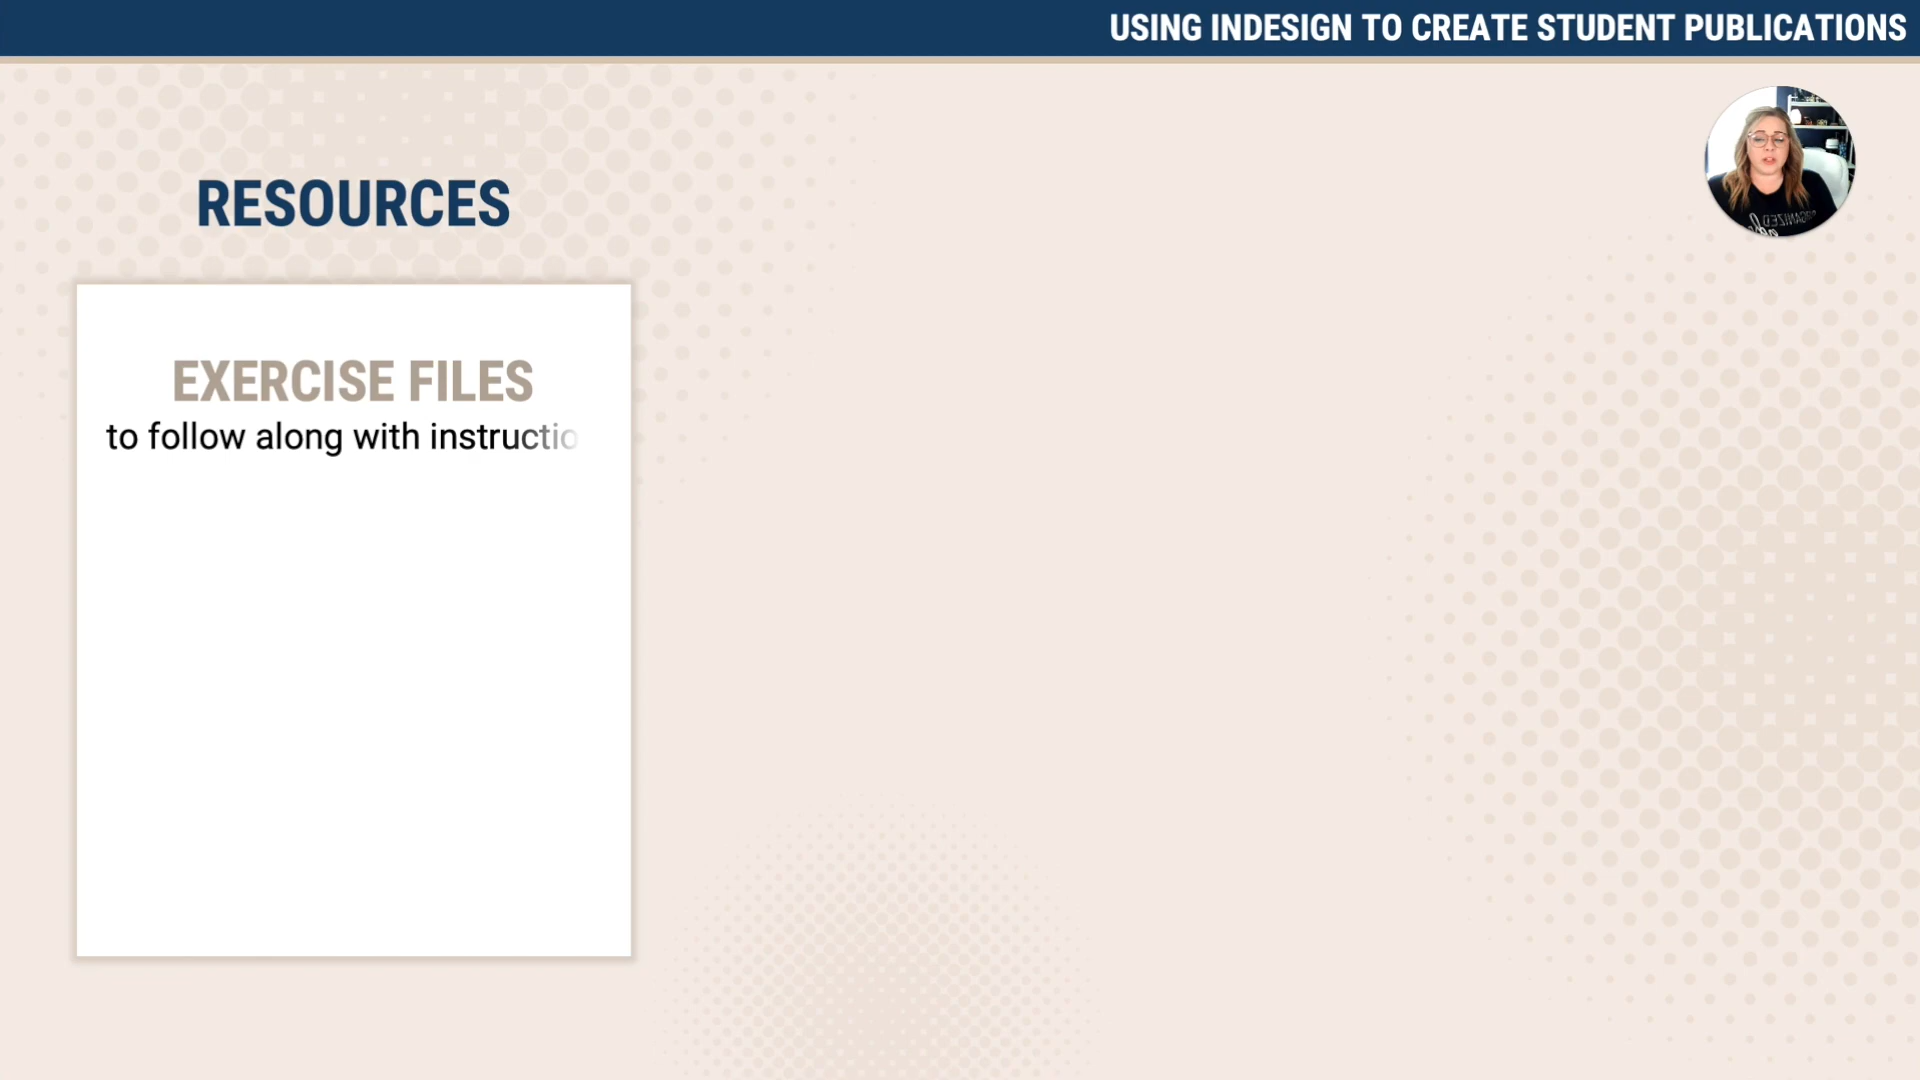 USING INDESIGN TO CREATE STUDENT PUBLICATIONS
RESOURCES
EXERCISE FILES
to follow along with instructio